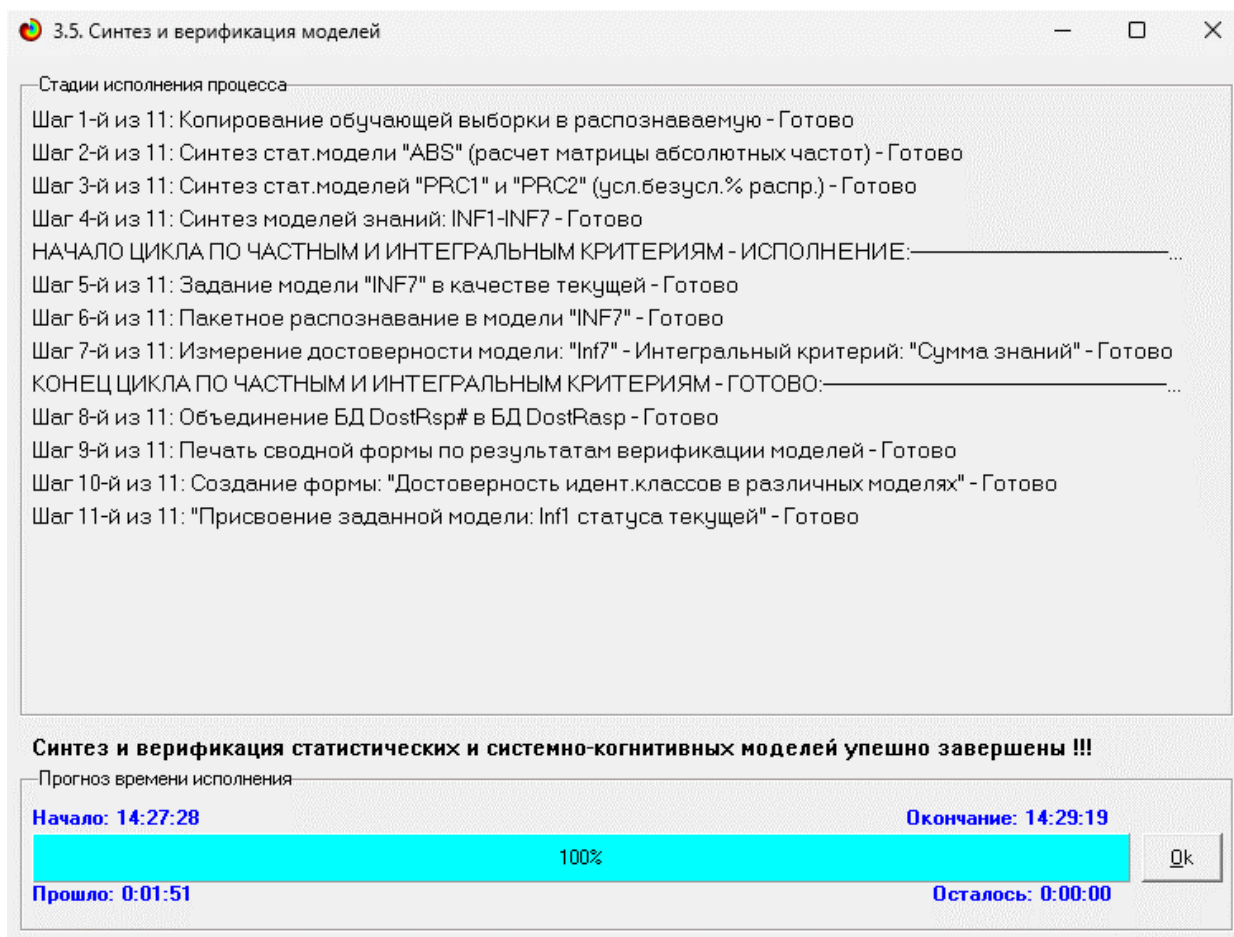 3.5. Синтез и верификация моделей
Стадии исполнения процесса
Шаг 1-й из 11: Копирование обучающей выборки в распознаваемую - Готово
Шаг 2-й из 11: Синтез стат.модели "ABS" (расчет матрицы абсолютных частот) - Готово
Шаг 3-й из 11: Синтез стат.моделей "PRC1" и "PRC2" (усл.безусл.% распр.) - Готово
Шаг 4-й из 11: Синтез моделей знаний: INF1-INF7 - Готово
НАЧАЛО ЦИКЛА ПО ЧАСТНЫМ И ИНТЕГРАЛЬНЫМ КРИТЕРИЯМ - ИСПОЛНЕНИЕ:────────────...
Шаг 5-й из 11: Задание модели "INF7" в качестве текущей - Готово
Шаг 6-й из 11: Пакетное распознавание в модели "INF7" - Готово
Шаг 7-й из 11: Измерение достоверности модели: "Inf7" - Интегральный критерий: "Сумма знаний" - Готово
КОНЕЦ ЦИКЛА ПО ЧАСТНЫМ И ИНТЕГРАЛЬНЫМ КРИТЕРИЯМ - ГОТОВО:────────────...
Шаг 8-й из 11: Объединение БД DostRsp# в БД DostRasp - Готово
Шаг 9-й из 11: Печать сводной формы по результатам верификации моделей - Готово
Шаг 10-й из 11: Создание формы: "Достоверность идент.классов в различных моделях" - Готово
Шаг 11-й из 11: "Присвоение заданной модели: Inf1 статуса текущей" - Готово
Синтез и верификация статистических и системно-когнитивных моделей упешно завершены !!!
Прогноз времени исполнения
Начало: 14:27:28 Окончание: 14:29:19
100% Ok
Прошло: 0:01:51 Осталось: 0:00:00